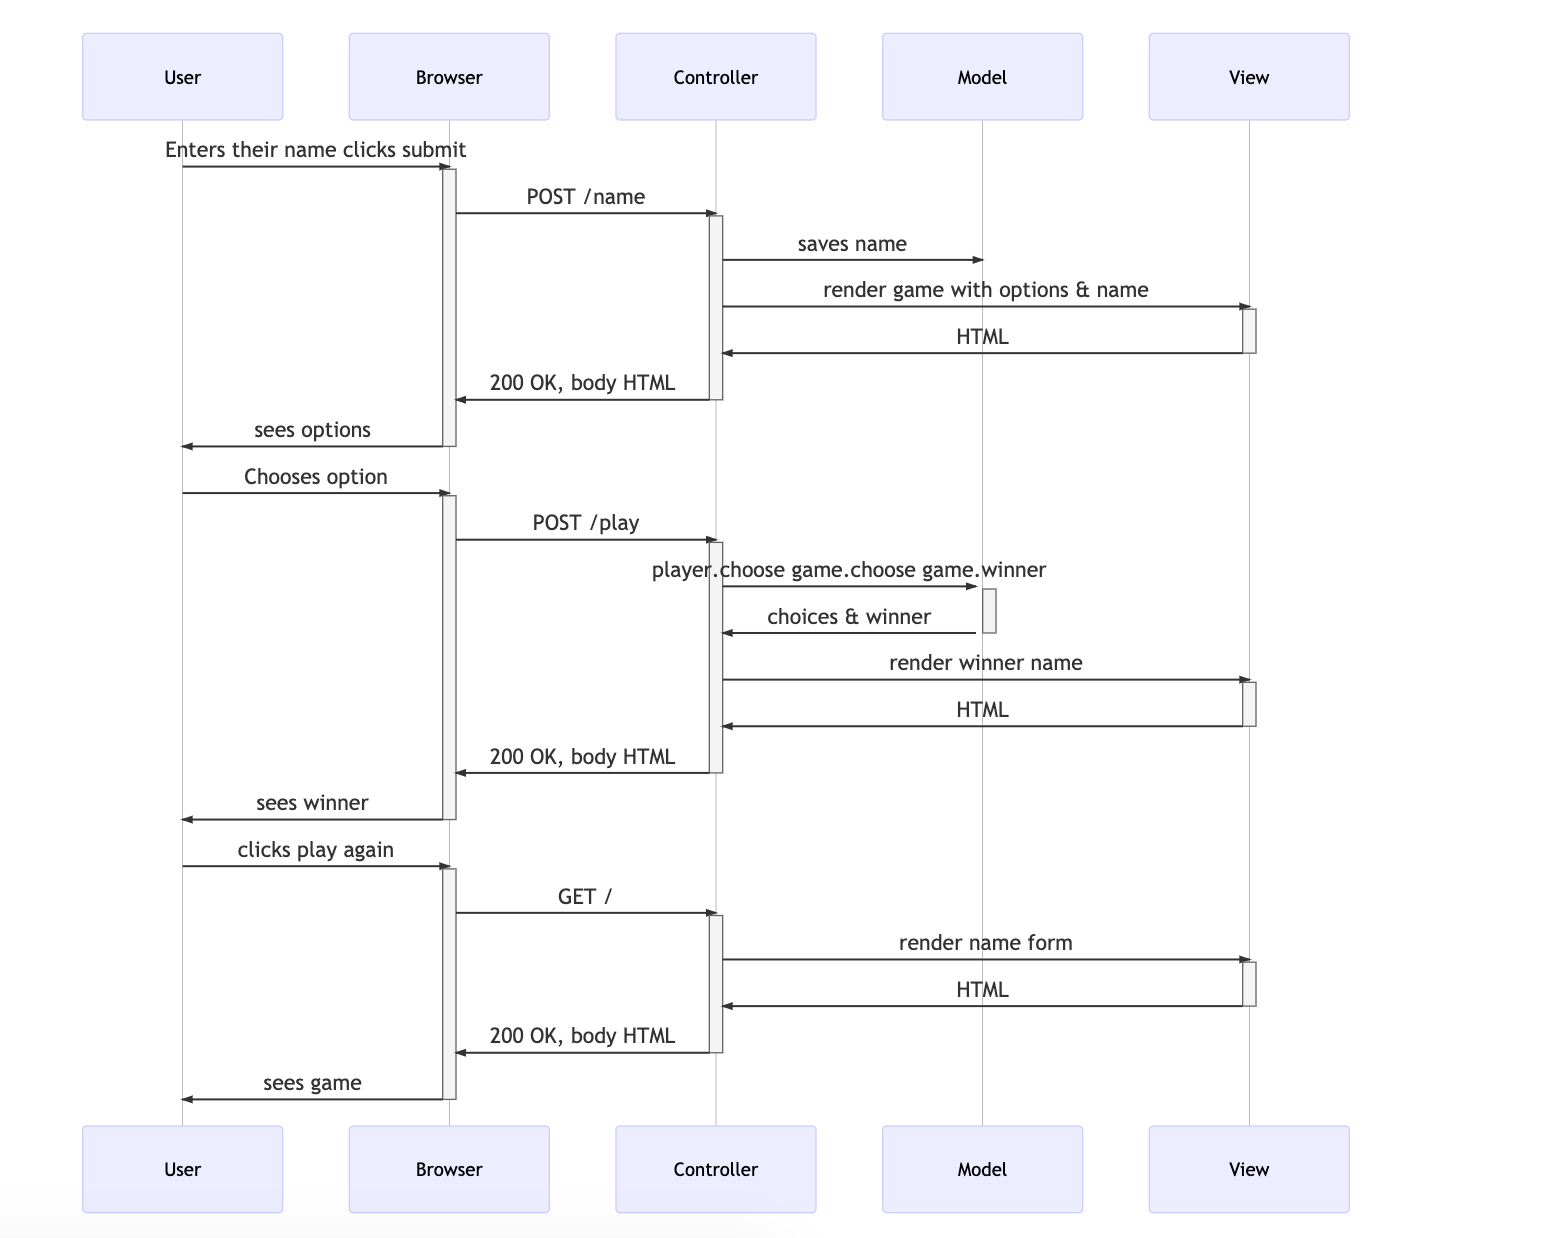 User
Browser
Controller
Model
View
Enters their name clicks submit
POST /name
saves name
render game with options & name
HTML
200 OK, body HTML
sees options
Chooses option
POST /play
player.choose game.choose game.winner
choices & winner
render winner name
HTML
200 OK, body HTML
sees winner
clicks play again
GET /
render name form
HTML
200 OK, body HTML
sees game
User
Browser
Controller
Model
View